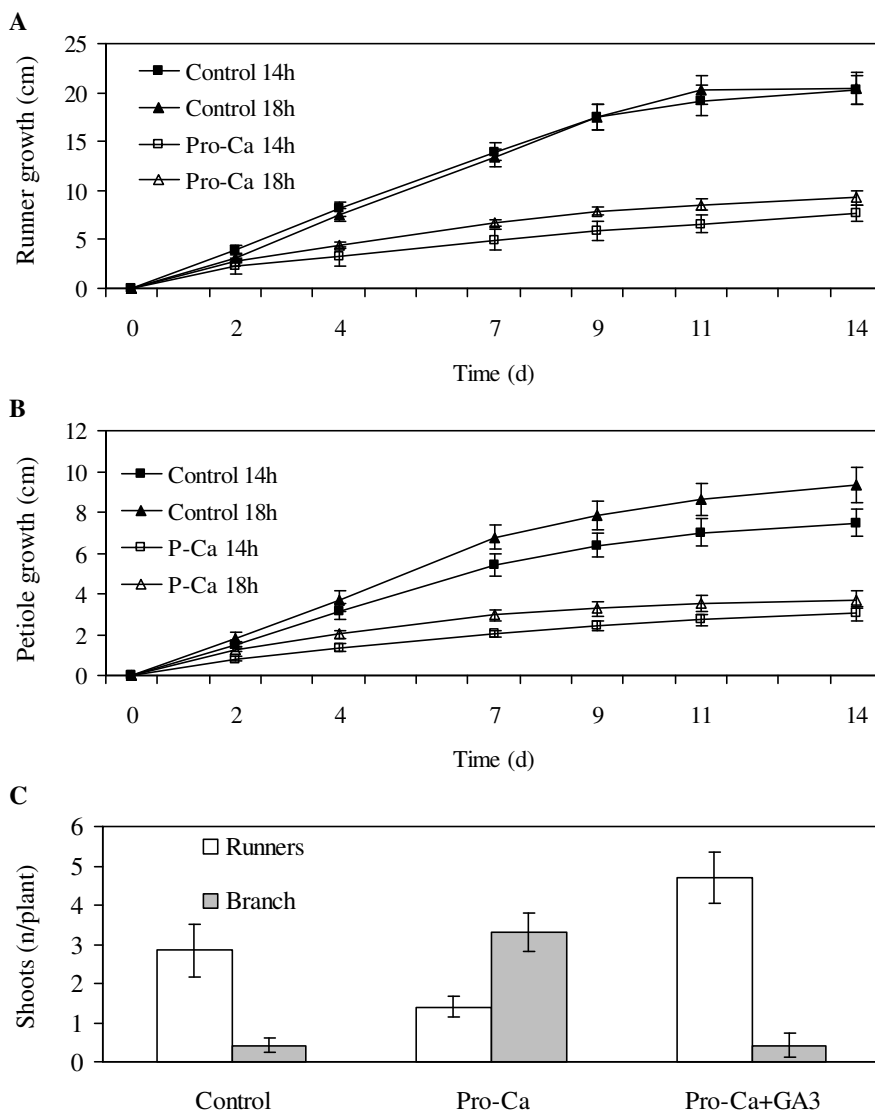 A
25
20
15
10
5
0
Runner growth (cm)
Control 14h
Control 18h
Pro-Ca 14h
Pro-Ca 18h
0 2 4 7 9 11 14
Time (d)
B
12
10
8
6
4
2
0
Petiole growth (cm)
Control 14h
Control 18h
P-Ca 14h
P-Ca 18h
0 2 4 7 9 11 14
Time (d)
C
6
5
4
3
2
1
0
Shoots (n/plant)
Runners
Branch
Control Pro-Ca Pro-Ca+GA3